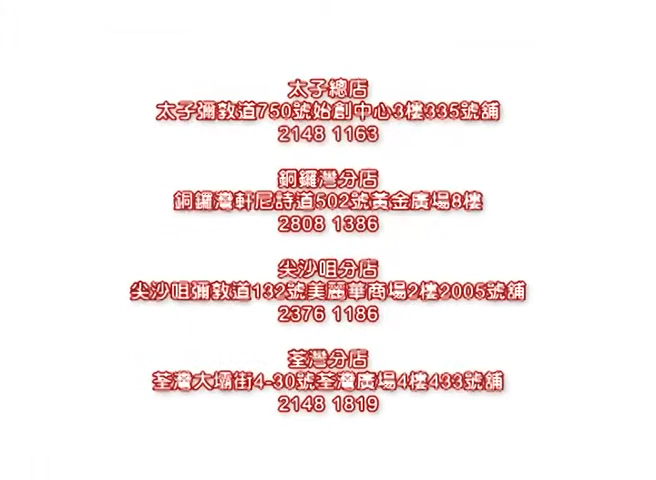 太子總店
太子彌敦道750號始創中心3樓335號舖
2148 1163
銅鑼灣分店
銅鑼灣軒尼詩道502號黃金廣場8樓
2808 1386
尖沙咀分店
尖沙咀彌敦道132號美麗華商場2樓2005號舖
2376 1186
荃灣分店
荃灣大壩街4-30號荃灣廣場4樓433號舖
2148 1819